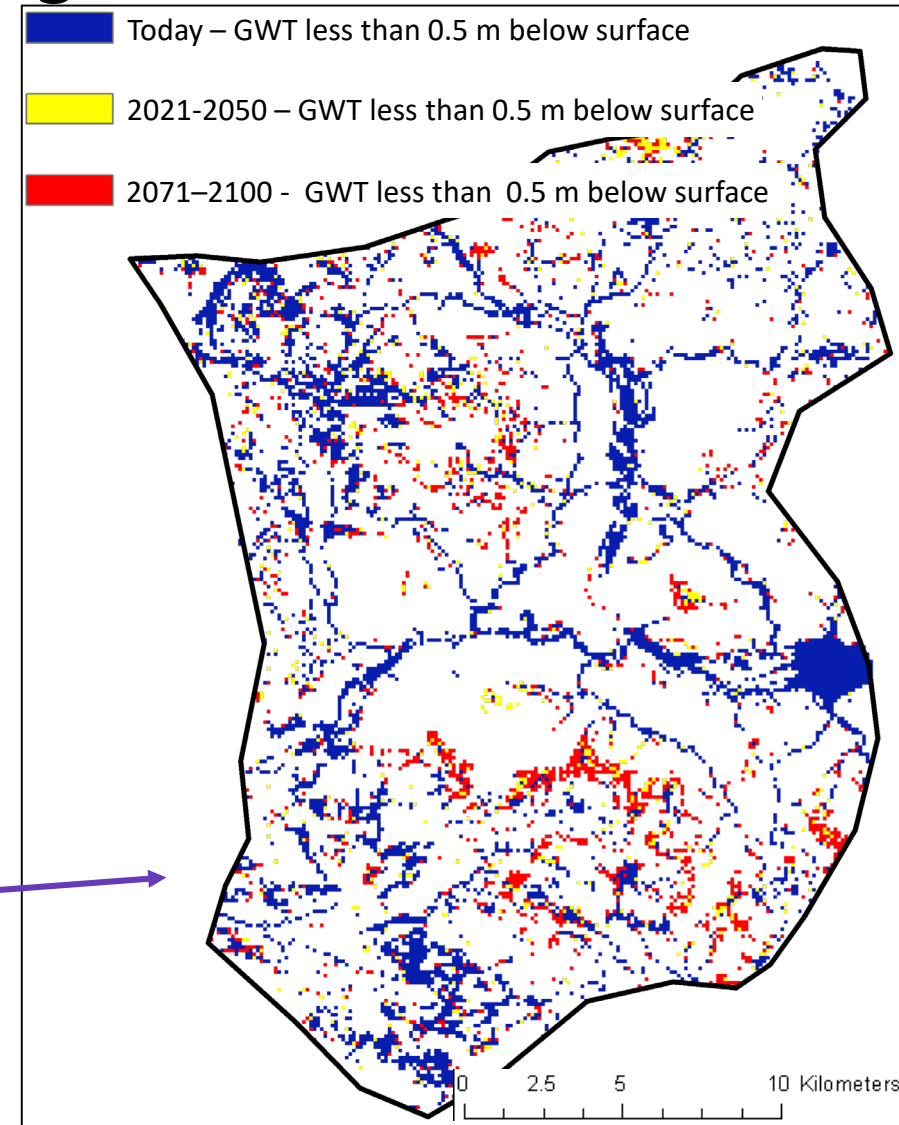 Today – GWT less than 0.5 m below surface
2021-2050 – GWT less than 0.5 m below surface
2071–2100 - GWT less than 0.5 m below surface
0 2.5 5 10 Kilometers